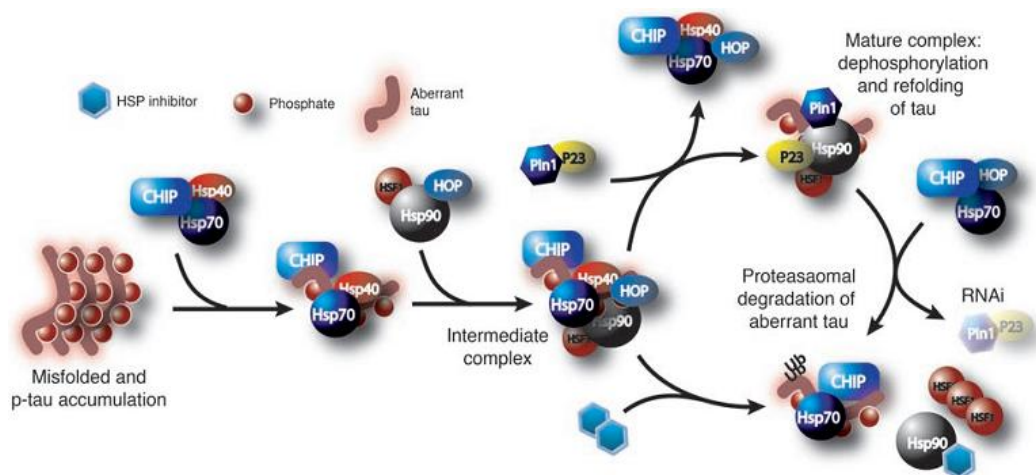 HSP inhibitor
Phosphate
Aberrant
tau
CHIP
Hsp40
Hsp70
HSF1
HOP
Hsp90
Misfolded and
p-tau accumulation
CHIP
Hsp40
Hsp70
Intermediate
complex
CHIP
Hsp40
Hsp70
HOP
Hsp90
HSF1
Pin1
P23
CHIP
Hsp40
HOP
Hsp70
Mature complex:
dephosphorylation
and refolding
of tau
Pin1
Hsp90
P23
HSF1
CHIP
HOP
Hsp70
Proteasaomal
degradation of
aberrant tau
RNAi
Pin1
P23
Ub
Ub
CHIP
Hsp70
HSF1
HSF1
HSF1
Hsp90